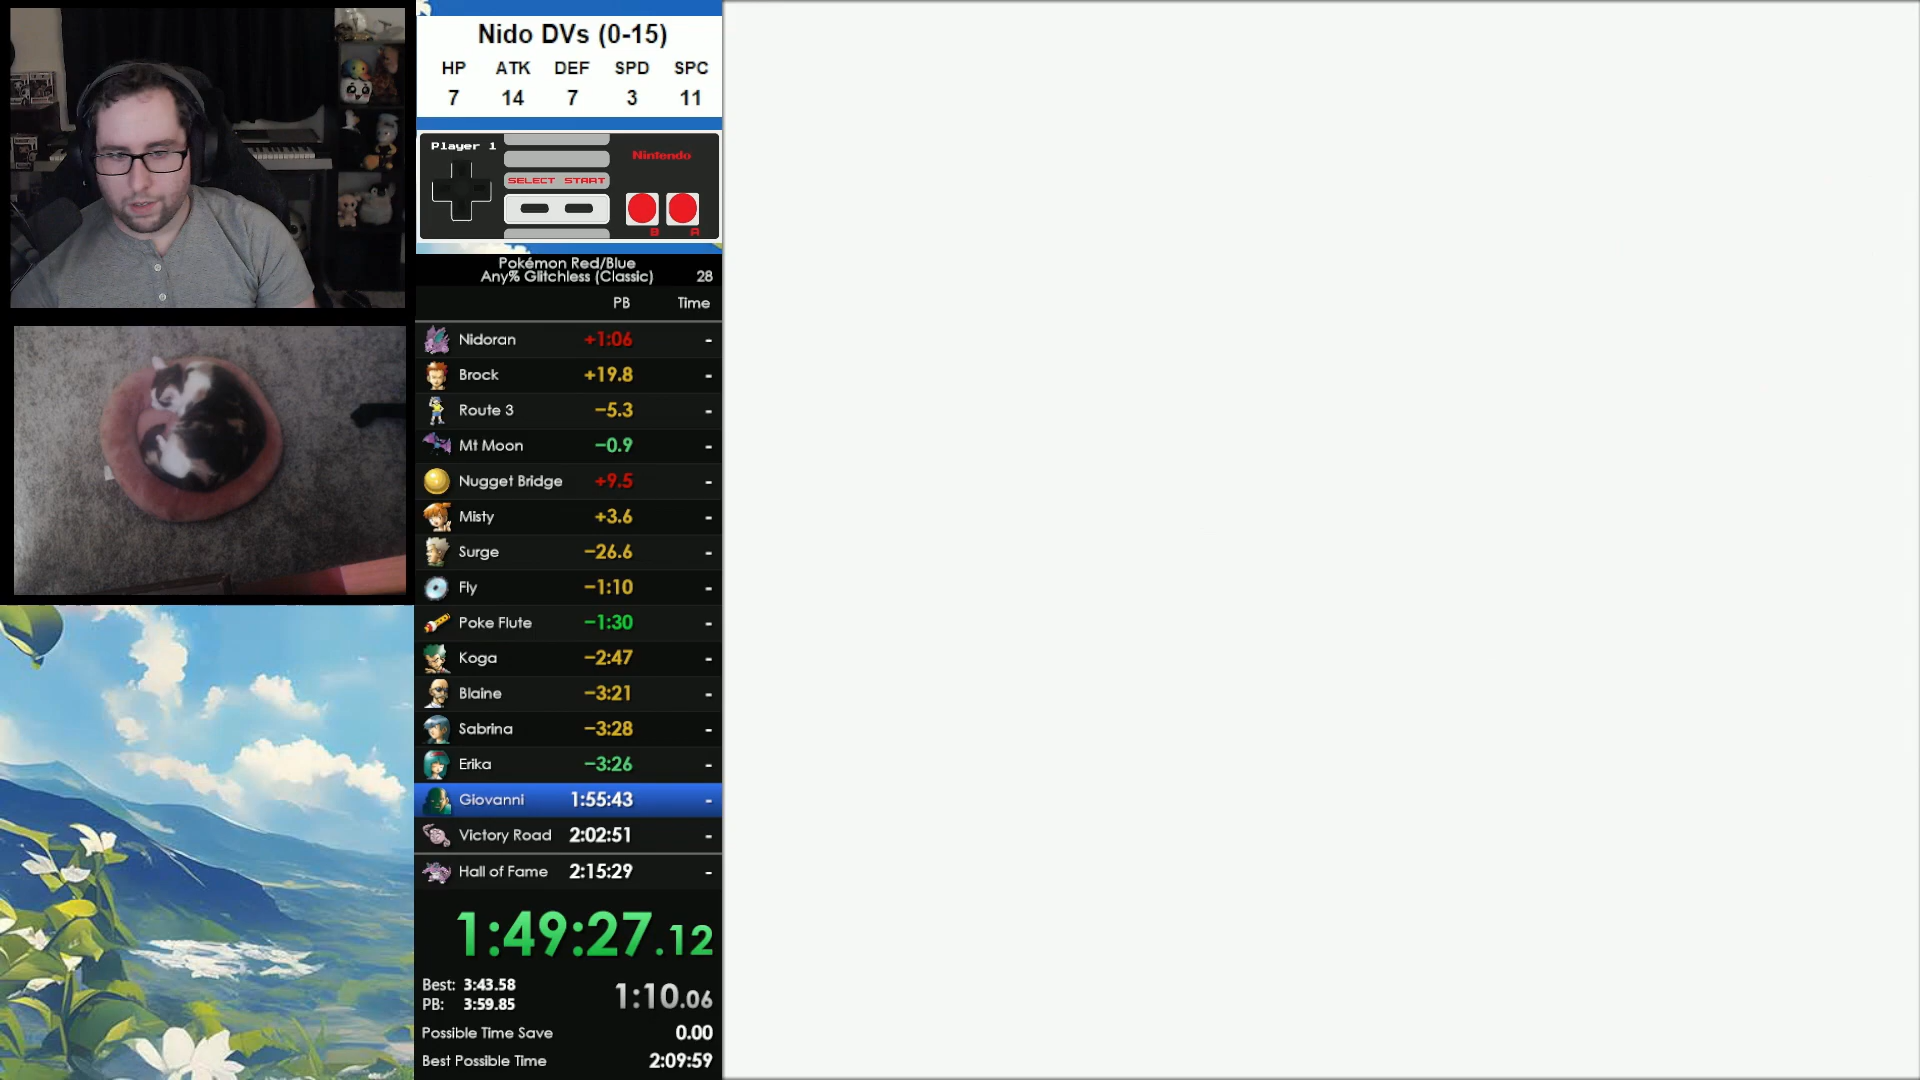 Nido DVs (0-15)
HP ATK DEF SPD SPC
7 14 7 3 11
Player 1
Nintendo
SELECT START
B A
Pokémon Red/Blue
Any% Glitchless (Classic) 28
PB Time
Nidoran +1:06 -
Brock +19.8 -
Route 3 −5.3 -
Mt Moon −0.9 -
Nugget Bridge +9.5 -
Misty +3.6 -
Surge −26.6 -
Fly −1:10 -
Poke Flute −1:30 -
Koga −2:47 -
Blaine −3:21 -
Sabrina −3:28 -
Erika −3:26 -
Giovanni 1:55:43 -
Victory Road 2:02:51 -
Hall of Fame 2:15:29 -
1:49:27.12
Best: 3:43.58
PB: 3:59.85
1:10.06
Possible Time Save 0.00
Best Possible Time 2:09:59